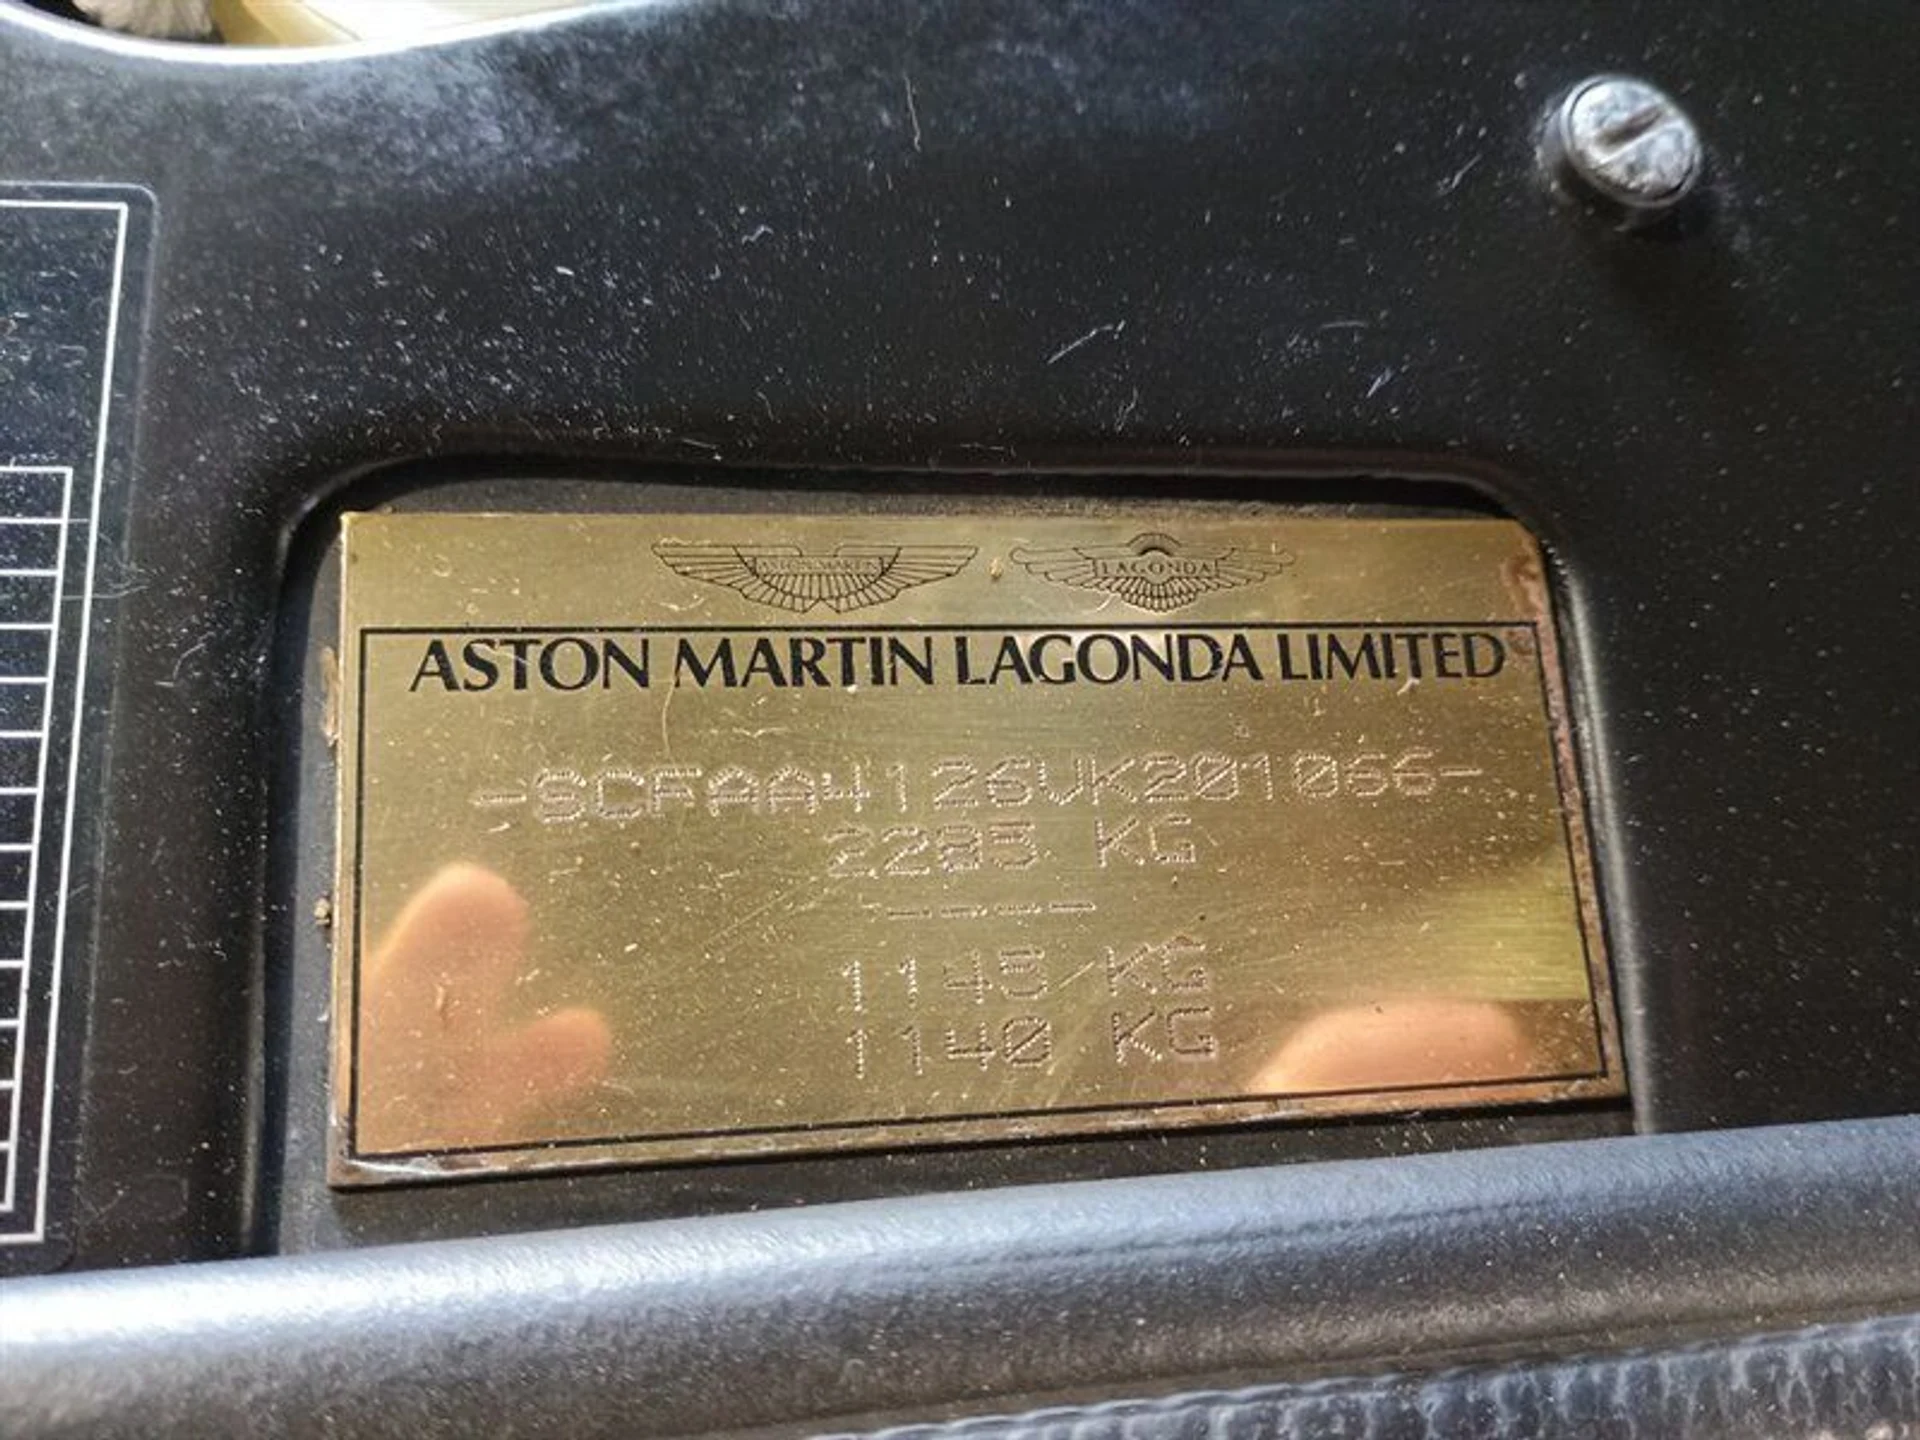 ASTON MARTIN LAGONDA
ASTON MARTIN LAGONDA LIMITED
-SCFAA4126VK201066-
2285 KG
----
1145 KG
1140 KG